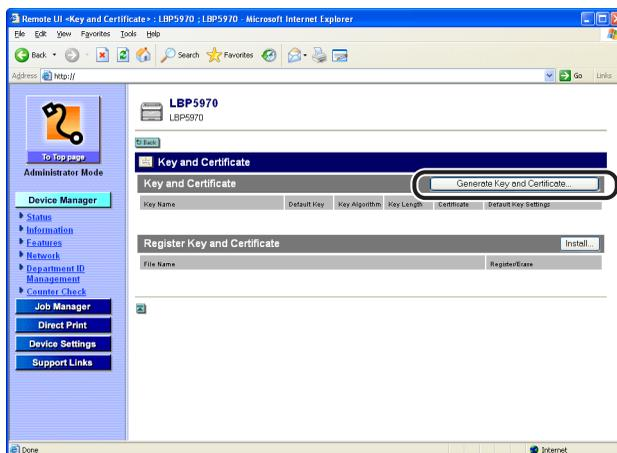 Remote UI <Key and Certificate> : LBP5970 ; LBP5970 - Microsoft Internet Explorer
File Edit View Favorites Tools Help
Back Search Favorites
Address http:// Go Links
LBP5970
LBP5970
To Top page
Administrator Mode
Device Manager
Status
Information
Features
Network
Department ID
Management
Counter Check
Job Manager
Direct Print
Device Settings
Support Links
Back
Key and Certificate
Key and Certificate Generate Key and Certificate...
Key Name Default Key Key Algorithm Key Length Certificate Default Key Settings
Register Key and Certificate Install...
File Name Register/Erase
Done Internet